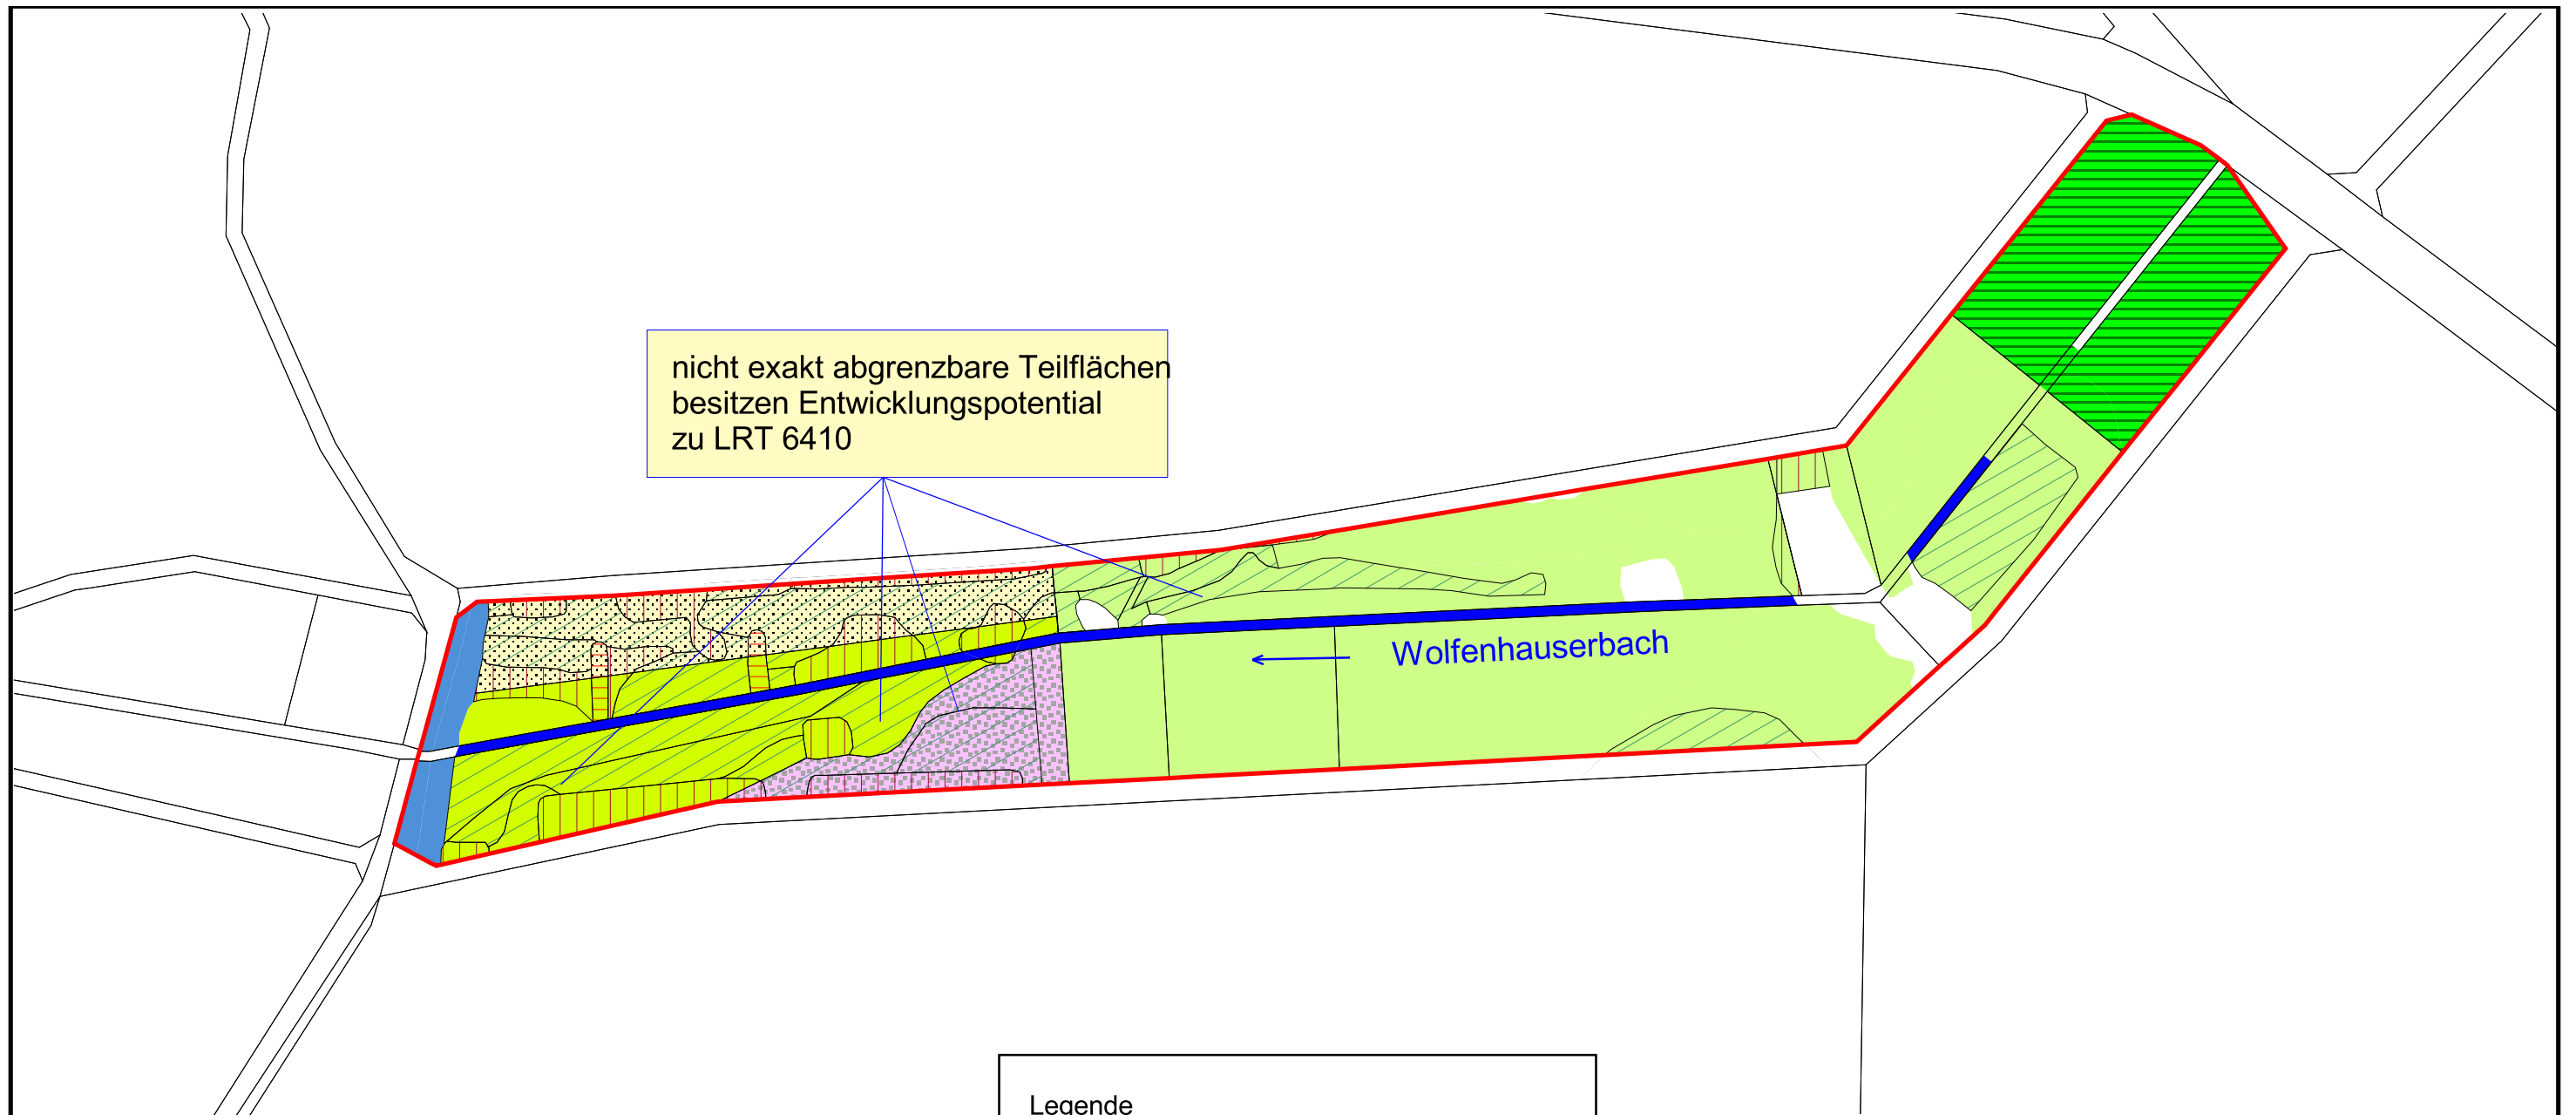 nicht exakt abgrenzbare Teilflächen
besitzen Entwicklungspotential
zu LRT 6410
Wolfenhauserbach
Legende